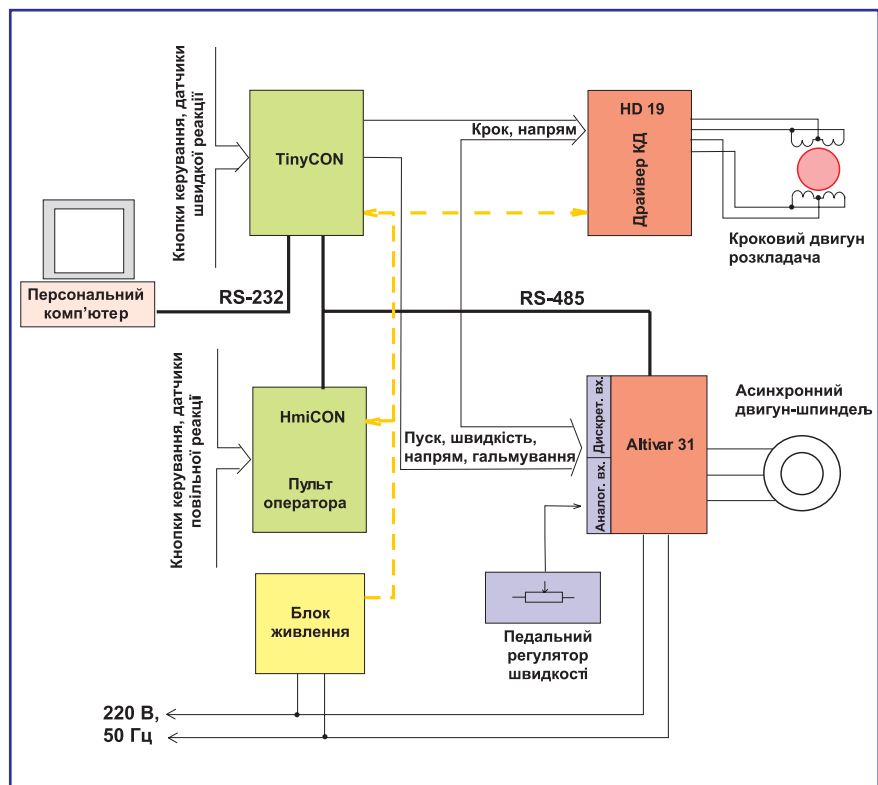 Кнопки керування, датчики
швидкої реакції
TinyCON
HD 19
Драйвер КД
Крок, напрям
Кроковий двигун
розкладача
Персональний
комп’ютер
RS-232
RS-485
Кнопки керування, датчики
повільної реакції
HmiCON
Пульт
оператора
Пуск, швидкість,
напрям, гальмування
Дискрет. вх.
Аналог. вх.
Altivar 31
Асинхронний
двигун-шпиндель
Блок
живлення
Педальний
регулятор
швидкості
220 В,
50 Гц